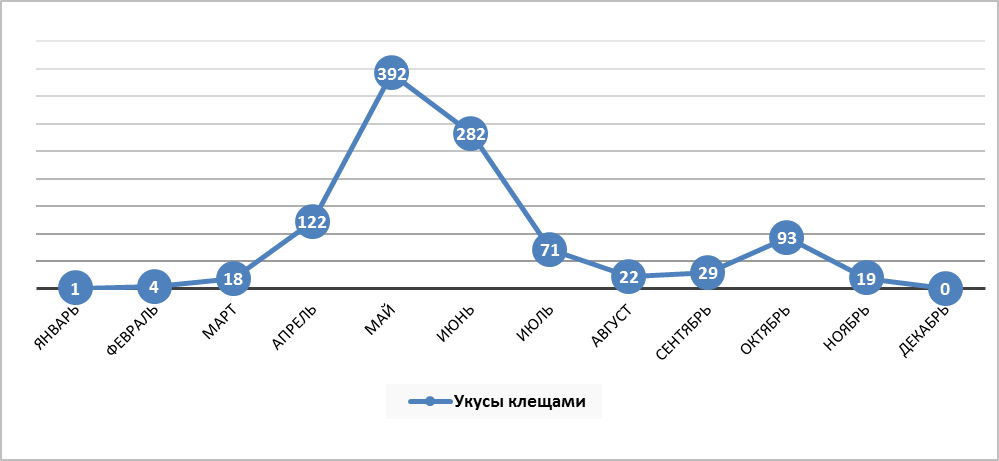 392
282
122
93
71
29
22
18
19
4
1
0
ЯНВАРЬ
ФЕВРАЛЬ
МАРТ
АПРЕЛЬ
МАЙ
ИЮНЬ
ИЮЛЬ
АВГУСТ
СЕНТЯБРЬ
ОКТЯБРЬ
НОЯБРЬ
ДЕКАБРЬ
Укусы клещами